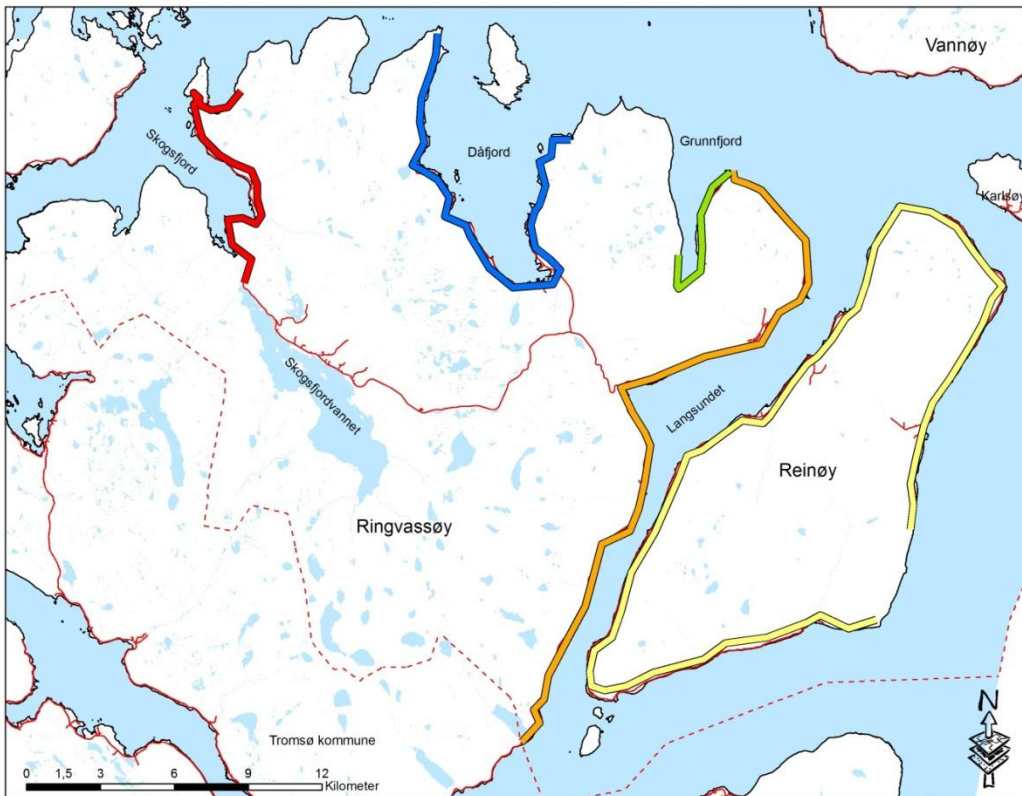 Vannøy
Skogsfjord
Dåfjord
Grunnfjord
Karlsøy
Skogsfjordvannet
Langsundet
Reinøy
Ringvassøy
Tromsø kommune
N
0 1,5 3 6 9 12
Kilometer